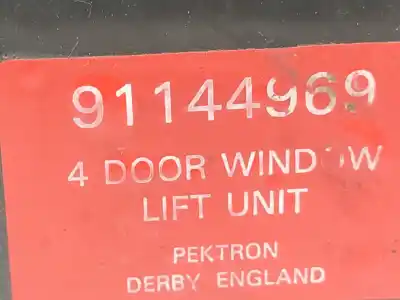 91144969
4 DOOR WINDOW
LIFT UNIT
PEKTRON
DERBY ENGLAND